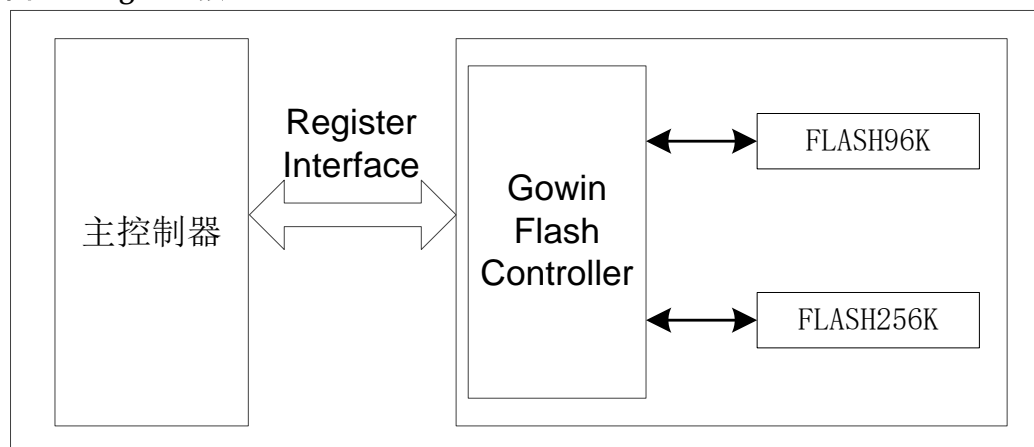 主控制器
Register
Interface
Gowin
Flash
Controller
FLASH96K
FLASH256K